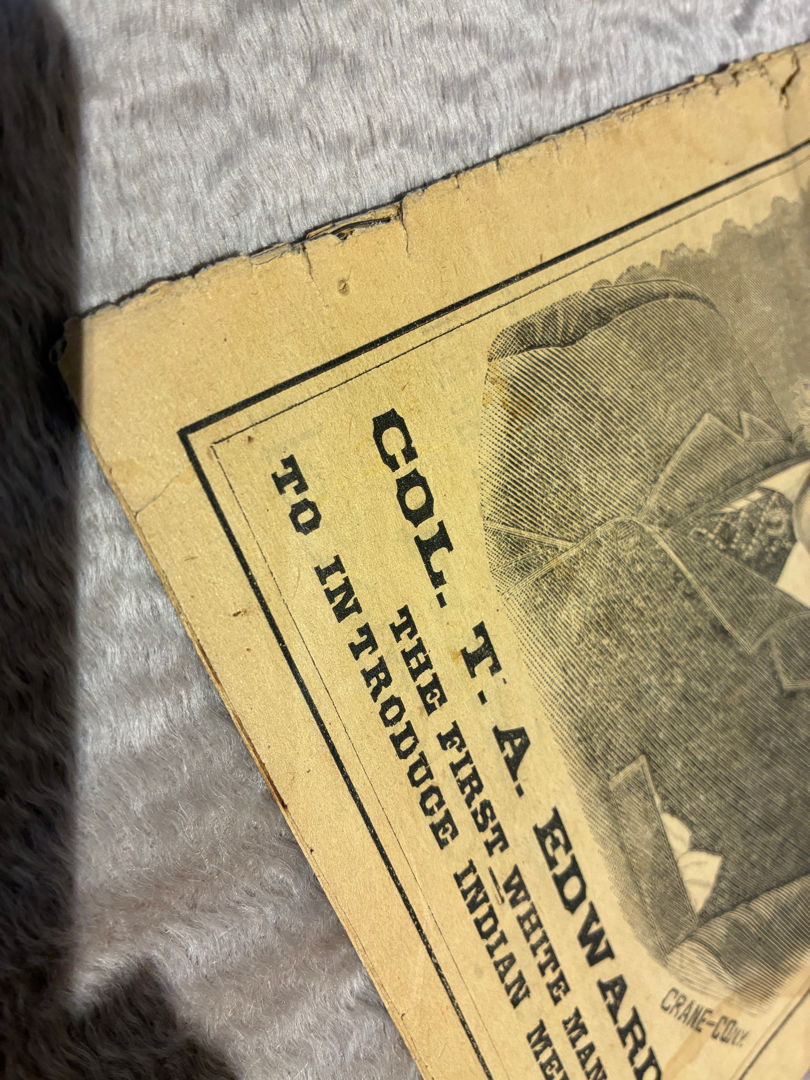 CRANE-CO.N.Y.
COL. T. A. EDWARD
THE FIRST WHITE MAN
TO INTRODUCE INDIAN ME